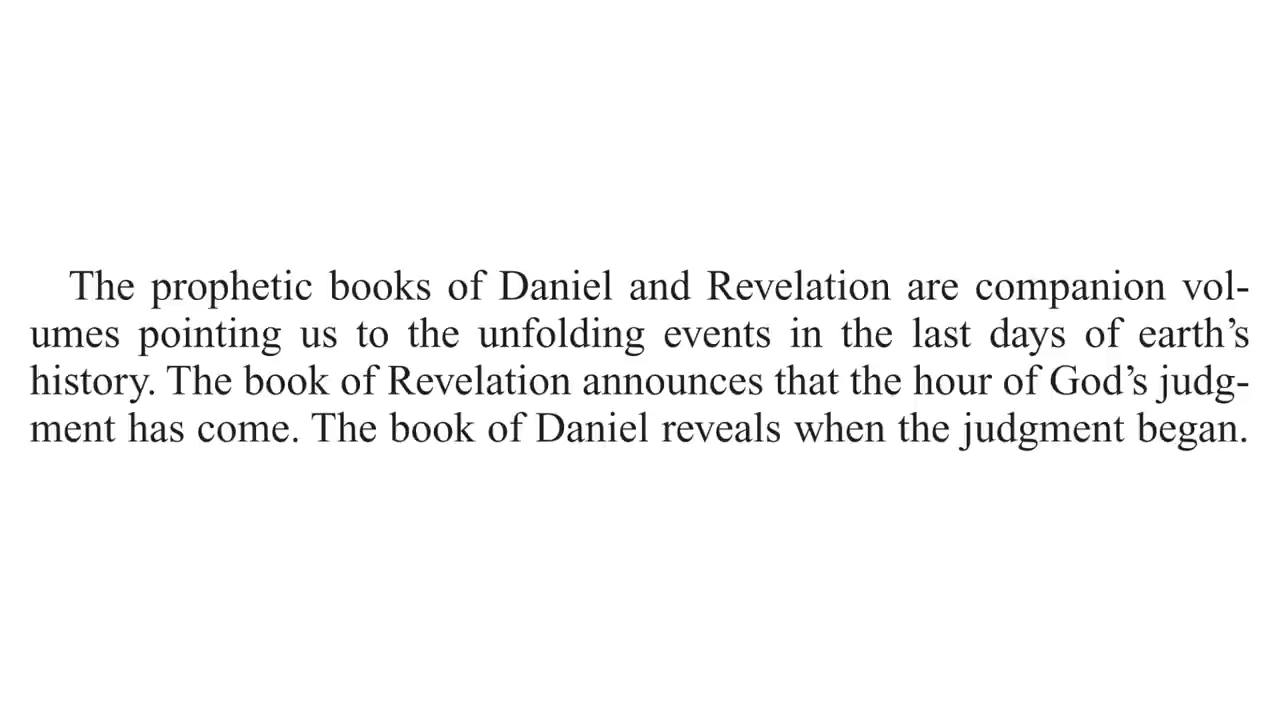 The prophetic books of Daniel and Revelation are companion vol-
umes pointing us to the unfolding events in the last days of earth’s
history. The book of Revelation announces that the hour of God’s judg-
ment has come. The book of Daniel reveals when the judgment began.